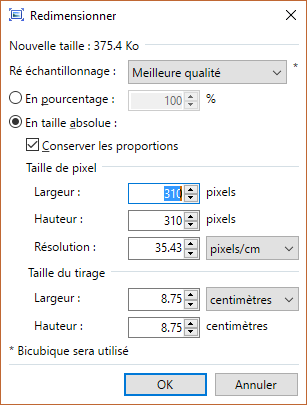 Redimensionner
Nouvelle taille : 375.4 Ko
Ré échantillonnage : Meilleure qualité *
En pourcentage : 100 %
En taille absolue :
Conserver les proportions
Taille de pixel
Largeur : 310 pixels
Hauteur : 310 pixels
Résolution : 35.43 pixels/cm
Taille du tirage
Largeur : 8.75 centimètres
Hauteur : 8.75 centimètres
* Bicubique sera utilisé
OK Annuler